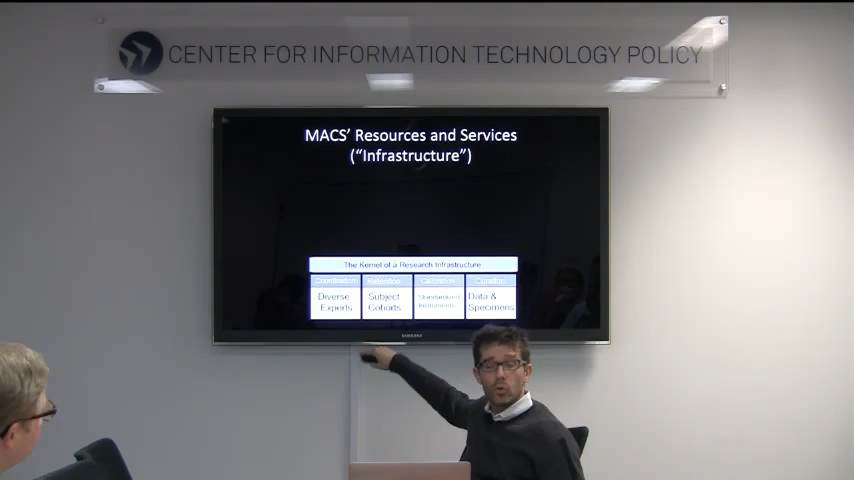 CENTER FOR INFORMATION TECHNOLOGY POLICY
MACS' Resources and Services
("Infrastructure")
The Kernel of a Research Infrastructure
Coordination Retention Calibration Curation
Diverse Subject Standardized Data &
Experts Cohorts Instruments Specimens
SAMSUNG